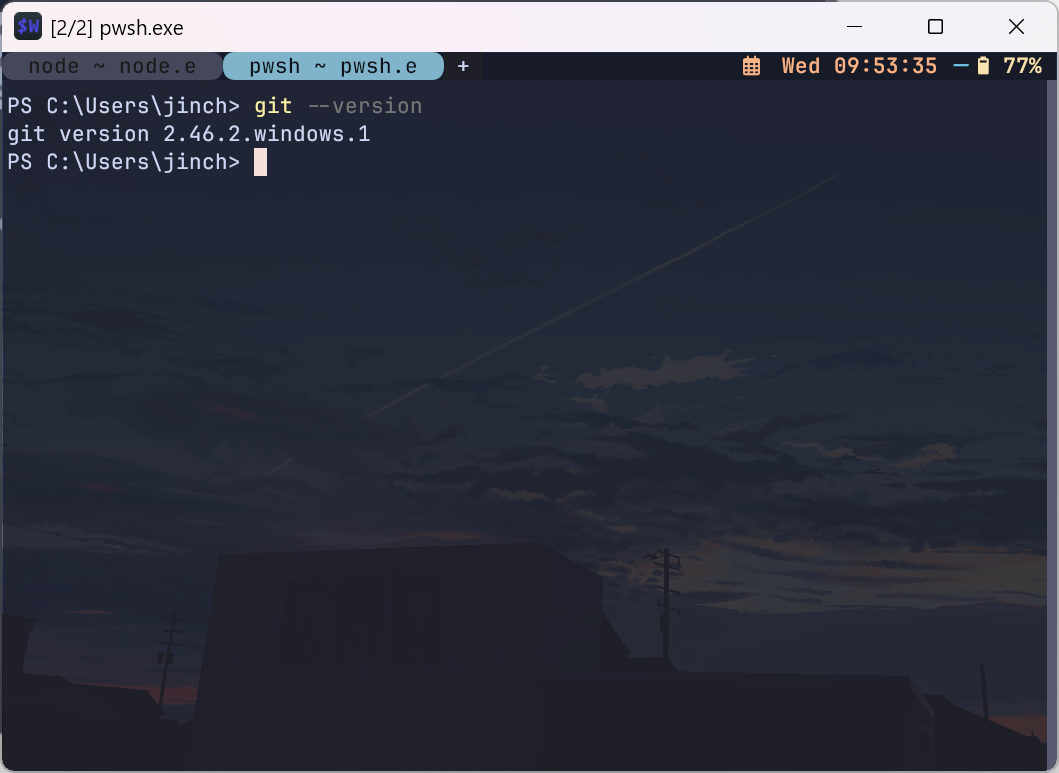 $W [2/2] pwsh.exe
node ~ node.e pwsh ~ pwsh.e + Wed 09:53:35 77%
PS C:\Users\jinch> git --version
git version 2.46.2.windows.1
PS C:\Users\jinch>